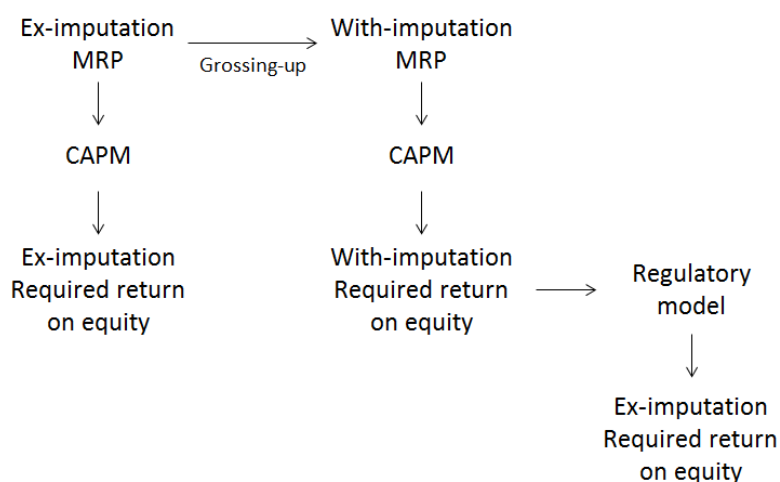 Ex-imputation
MRP
Grossing-up
With-imputation
MRP
CAPM
CAPM
Ex-imputation
Required return
on equity
With-imputation
Required return
on equity
Regulatory
model
Ex-imputation
Required return
on equity